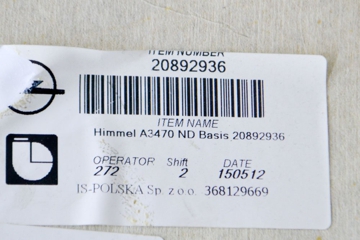 ITEM NUMBER
20892936
ITEM NAME
Himmel A3470 ND Basis 20892936
OPERATOR Shift DATE
272 2 150512
IS-POLSKA Sp. z o.o. 368129669